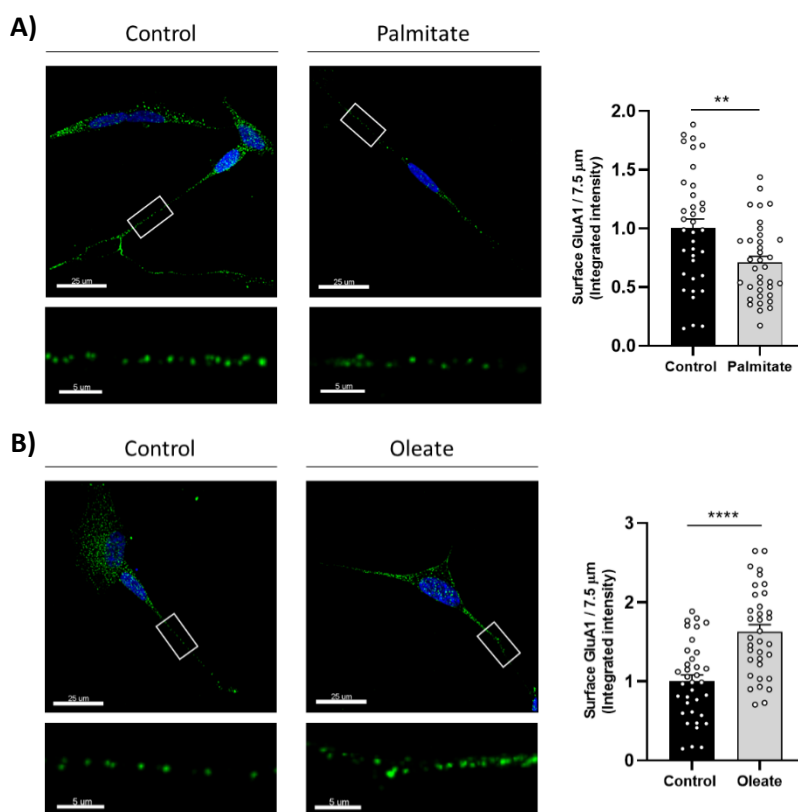 A)
Control
Palmitate
25 um
25 um
5 um
5 um
Surface GluA1 / 7.5 µm
(Integrated intensity)
2.0
1.5
1.0
0.5
0.0
**
Control
Palmitate
B)
Control
Oleate
25 um
25 um
5 um
5 um
Surface GluA1 / 7.5 µm
(Integrated intensity)
3
2
1
0
****
Control
Oleate